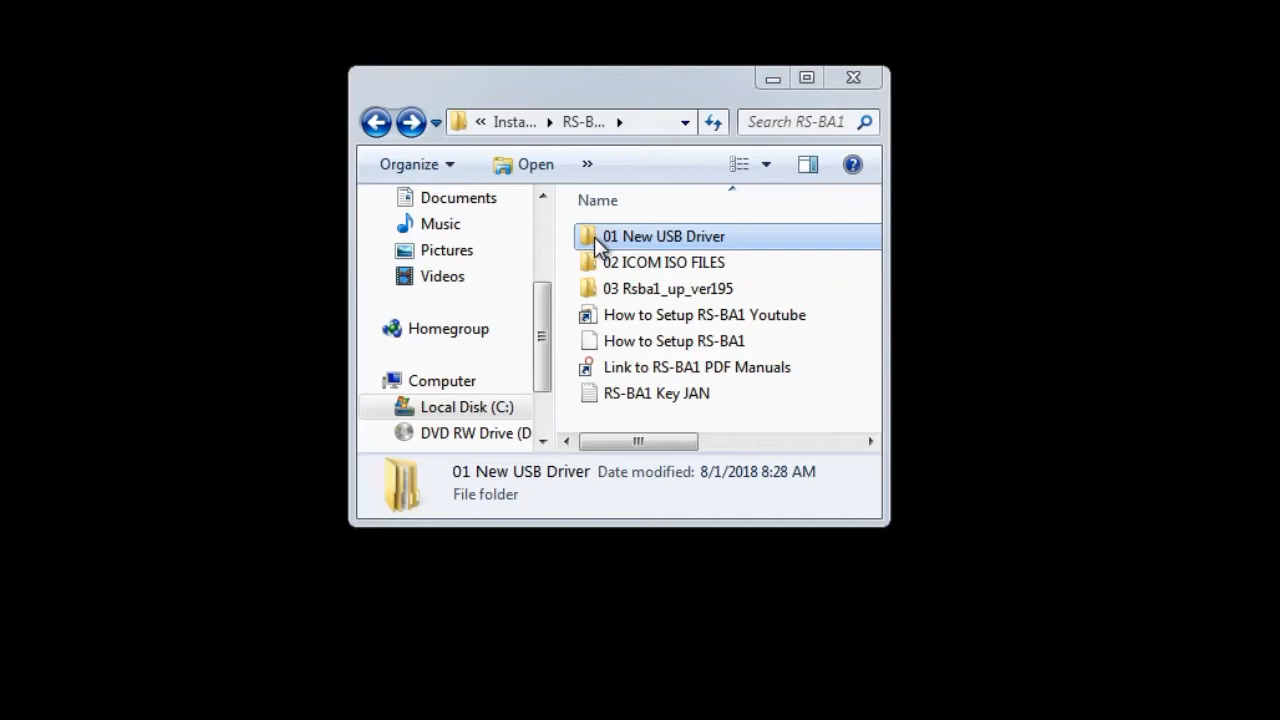 « Insta... ▸ RS-B... ▸ Search RS-BA1
Organize Open »
Documents
Music
Pictures
Videos
Homegroup
Computer
Local Disk (C:)
DVD RW Drive (D
Name
01 New USB Driver
02 ICOM ISO FILES
03 Rsba1_up_ver195
How to Setup RS-BA1 Youtube
How to Setup RS-BA1
Link to RS-BA1 PDF Manuals
RS-BA1 Key JAN
01 New USB Driver Date modified: 8/1/2018 8:28 AM
File folder